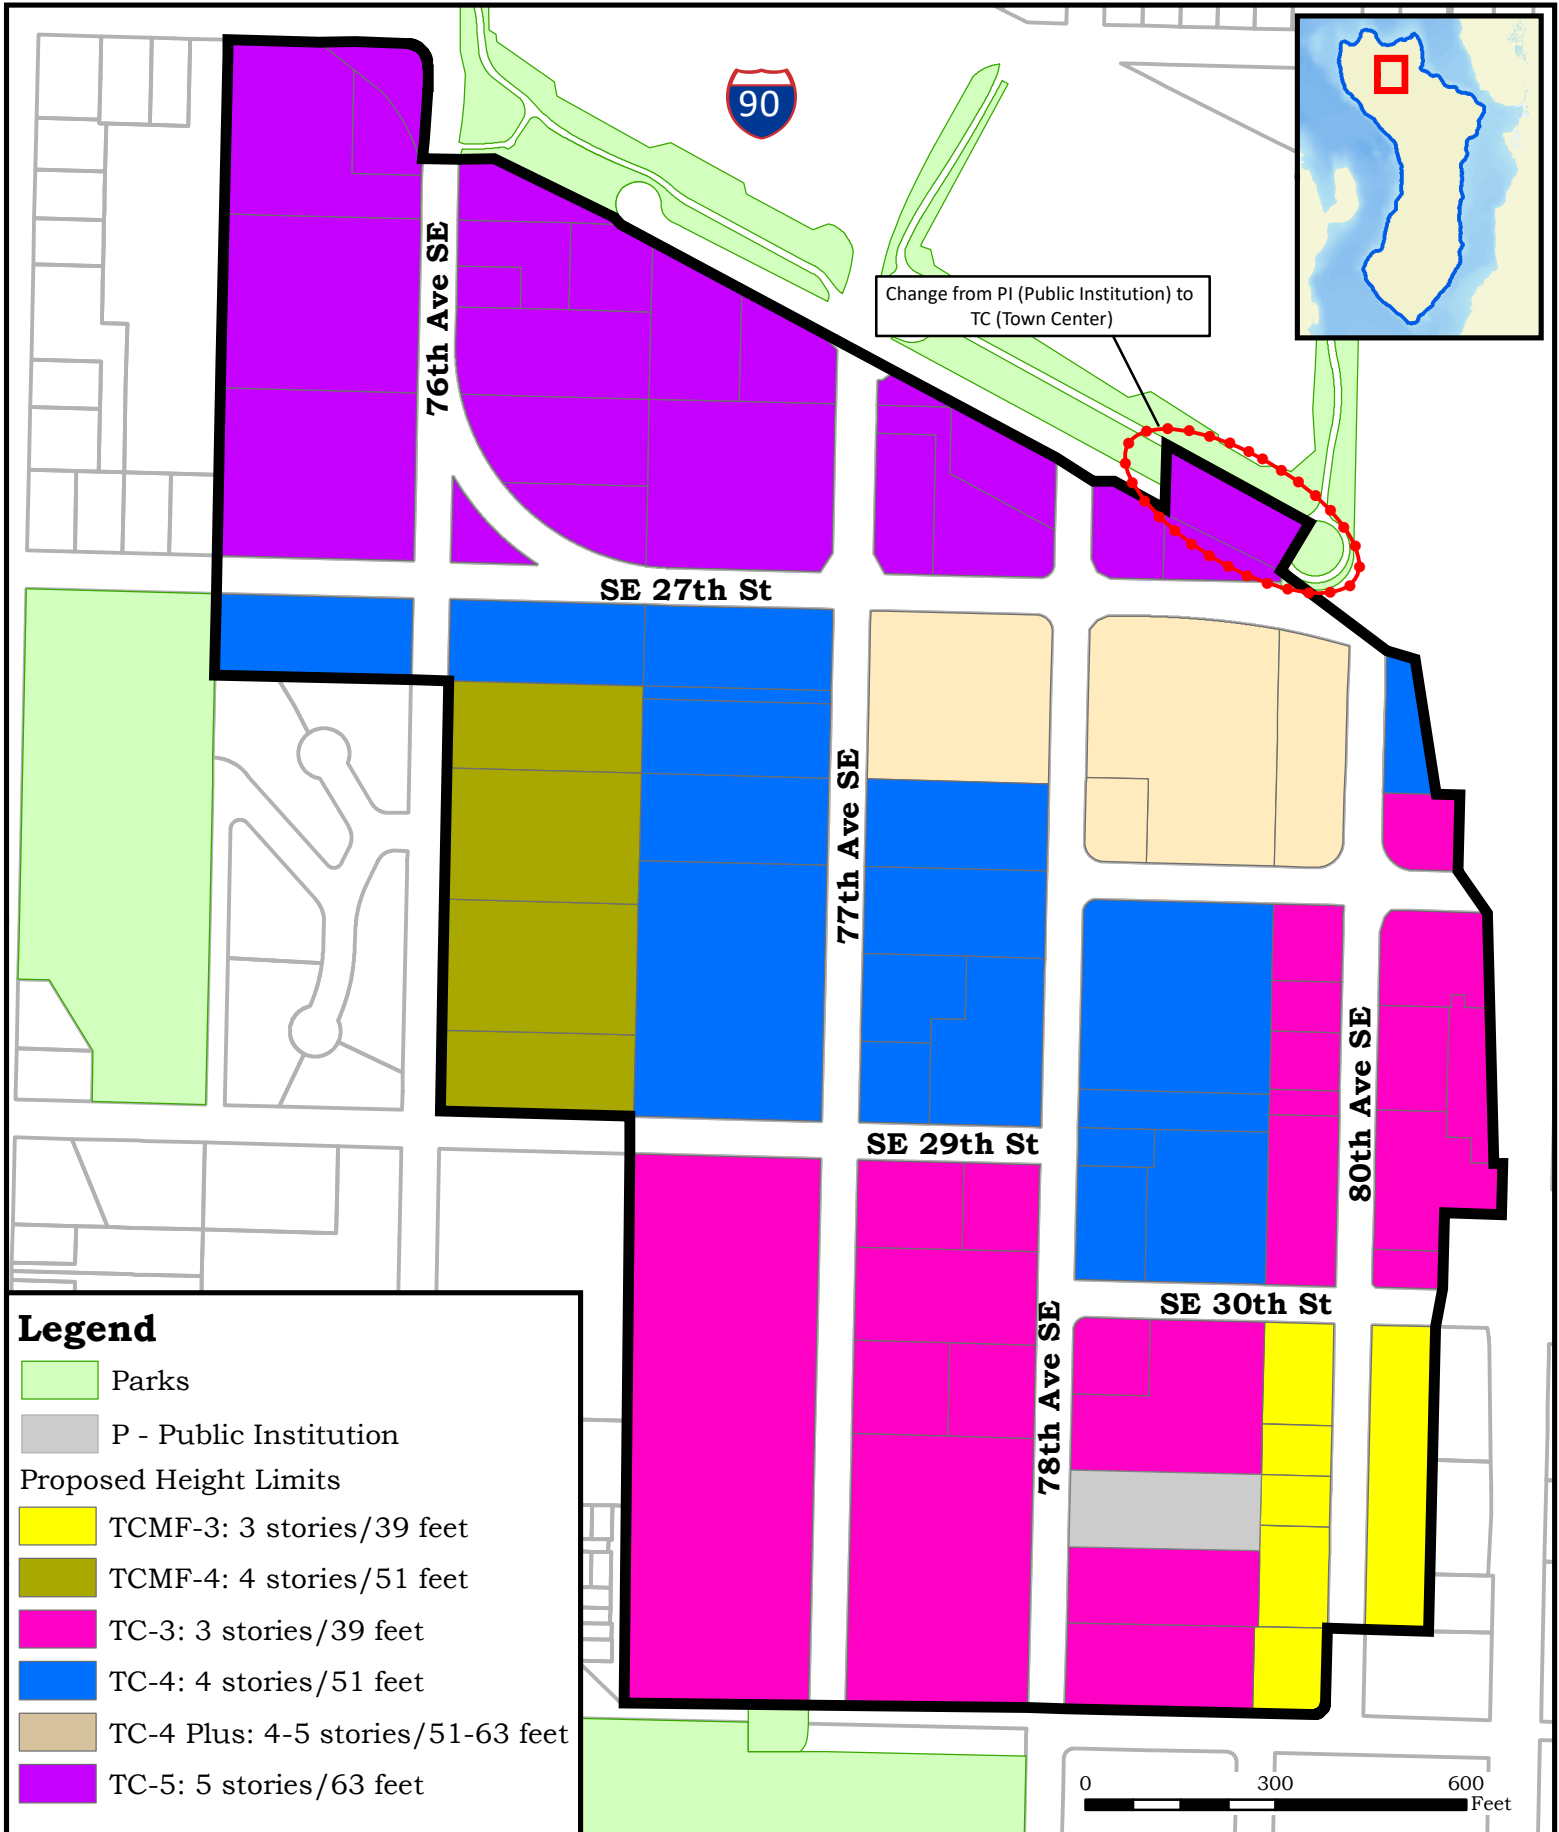 90
Change from PI (Public Institution) to
TC (Town Center)
76th Ave SE
SE 27th St
77th Ave SE
SE 29th St
80th Ave SE
SE 30th St
78th Ave SE
Legend
Parks
P - Public Institution
Proposed Height Limits
TCMF-3: 3 stories/39 feet
TCMF-4: 4 stories/51 feet
TC-3: 3 stories/39 feet
TC-4: 4 stories/51 feet
TC-4 Plus: 4-5 stories/51-63 feet
TC-5: 5 stories/63 feet
0 300 600
Feet